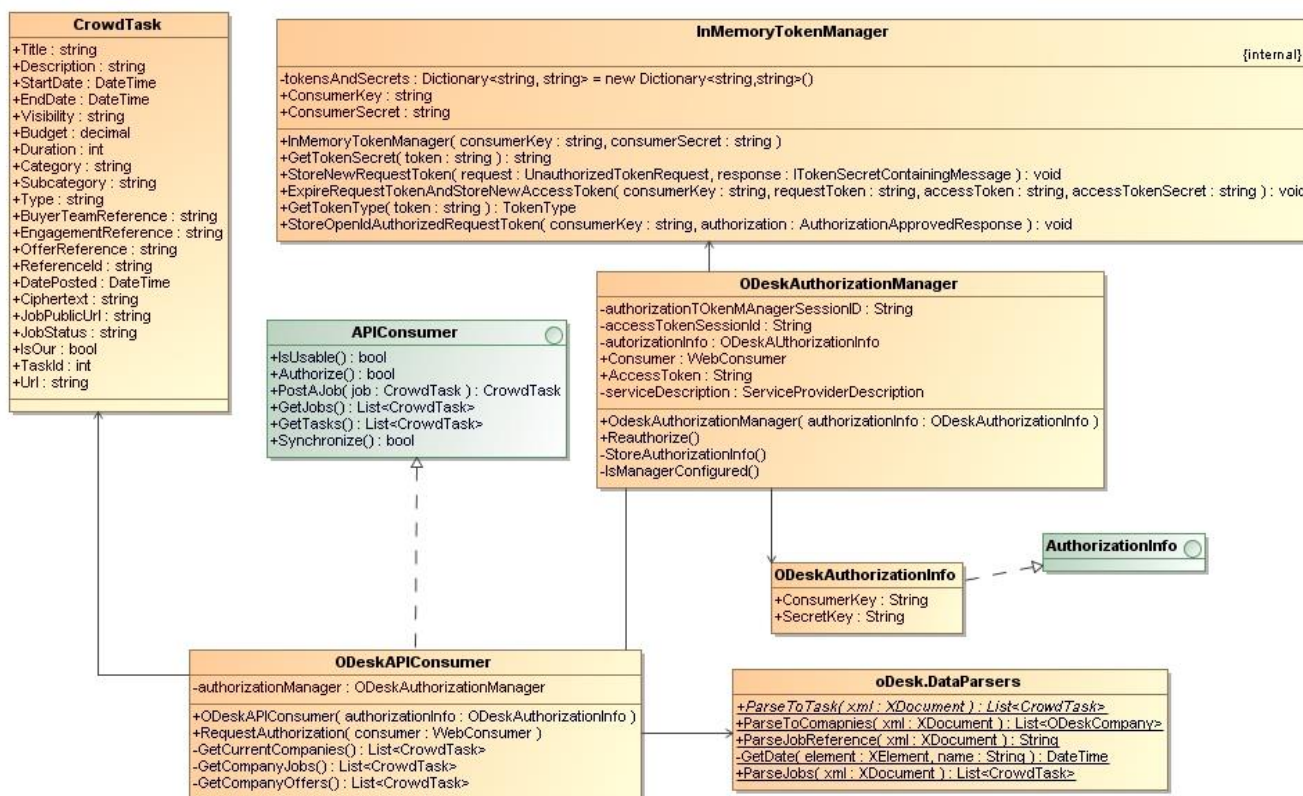 CrowdTask
+Title : string
+Description : string
+StartDate : DateTime
+EndDate : DateTime
+Visibility : string
+Budget : decimal
+Duration : int
+Category : string
+Subcategory : string
+Type : string
+BuyerTeamReference : string
+EngagementReference : string
+OfferReference : string
+ReferenceId : string
+DatePosted : DateTime
+Ciphertext : string
+JobPublicUrl : string
+JobStatus : string
+IsOur : bool
+TaskId : int
+Url : string
InMemoryTokenManager
{internal}
-tokensAndSecrets : Dictionary<string, string> = new Dictionary<string,string>()
+ConsumerKey : string
+ConsumerSecret : string
+InMemoryTokenManager( consumerKey : string, consumerSecret : string )
+GetTokenSecret( token : string ) : string
+StoreNewRequestToken( request : UnauthorizedTokenRequest, response : ITokenSecretContainingMessage ) : void
+ExpireRequestTokenAndStoreNewAccessToken( consumerKey : string, requestToken : string, accessToken : string, accessTokenSecret : string ) : void
+GetTokenType( token : string ) : TokenType
+StoreOpenIdAuthorizedRequestToken( consumerKey : string, authorization : AuthorizationApprovedResponse ) : void
APIConsumer
+IsUsable() : bool
+Authorize() : bool
+PostAJob( job : CrowdTask ) : CrowdTask
+GetJobs() : List<CrowdTask>
+GetTasks() : List<CrowdTask>
+Synchronize() : bool
ODeskAuthorizationManager
-authorizationTOkenMAnagerSessionID : String
-accessTokenSessionId : String
-autorizationInfo : ODeskAUthorizationInfo
+Consumer : WebConsumer
+AccessToken : String
-serviceDescription : ServiceProviderDescription
+OdeskAuthorizationManager( authorizationInfo : ODeskAuthorizationInfo )
+Reauthorize()
-StoreAuthorizationInfo()
-IsManagerConfigured()
AuthorizationInfo
ODeskAuthorizationInfo
+ConsumerKey : String
+SecretKey : String
ODeskAPIConsumer
-authorizationManager : ODeskAuthorizationManager
+ODeskAPIConsumer( authorizationInfo : ODeskAuthorizationInfo )
+RequestAuthorization( consumer : WebConsumer )
-GetCurrentCompanies() : List<CrowdTask>
-GetCompanyJobs() : List<CrowdTask>
-GetCompanyOffers() : List<CrowdTask>
oDesk.DataParsers
+ParseToTask( xml : XDocument ) : List<CrowdTask>
+ParseToComapnies( xml : XDocument ) : List<ODeskCompany>
+ParseJobReference( xml : XDocument ) : String
-GetDate( element : XElement, name : String ) : DateTime
+ParseJobs( xml : XDocument ) : List<CrowdTask>